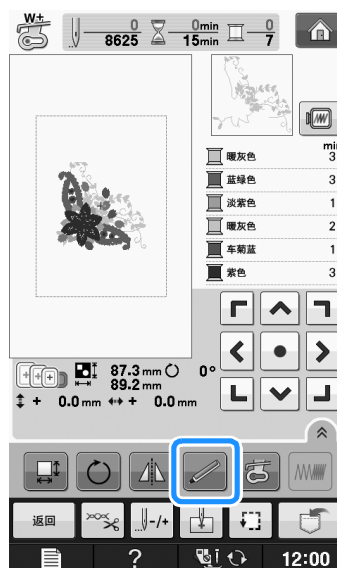 W+
0 0min 0
8625 15min 7
min
暖灰色 3
蓝绿色 3
淡紫色 1
暖灰色 2
车菊蓝 1
紫色 3
87.3 mm 0°
89.2 mm
+ 0.0 mm + 0.0 mm
返回 -/+
? 12:00